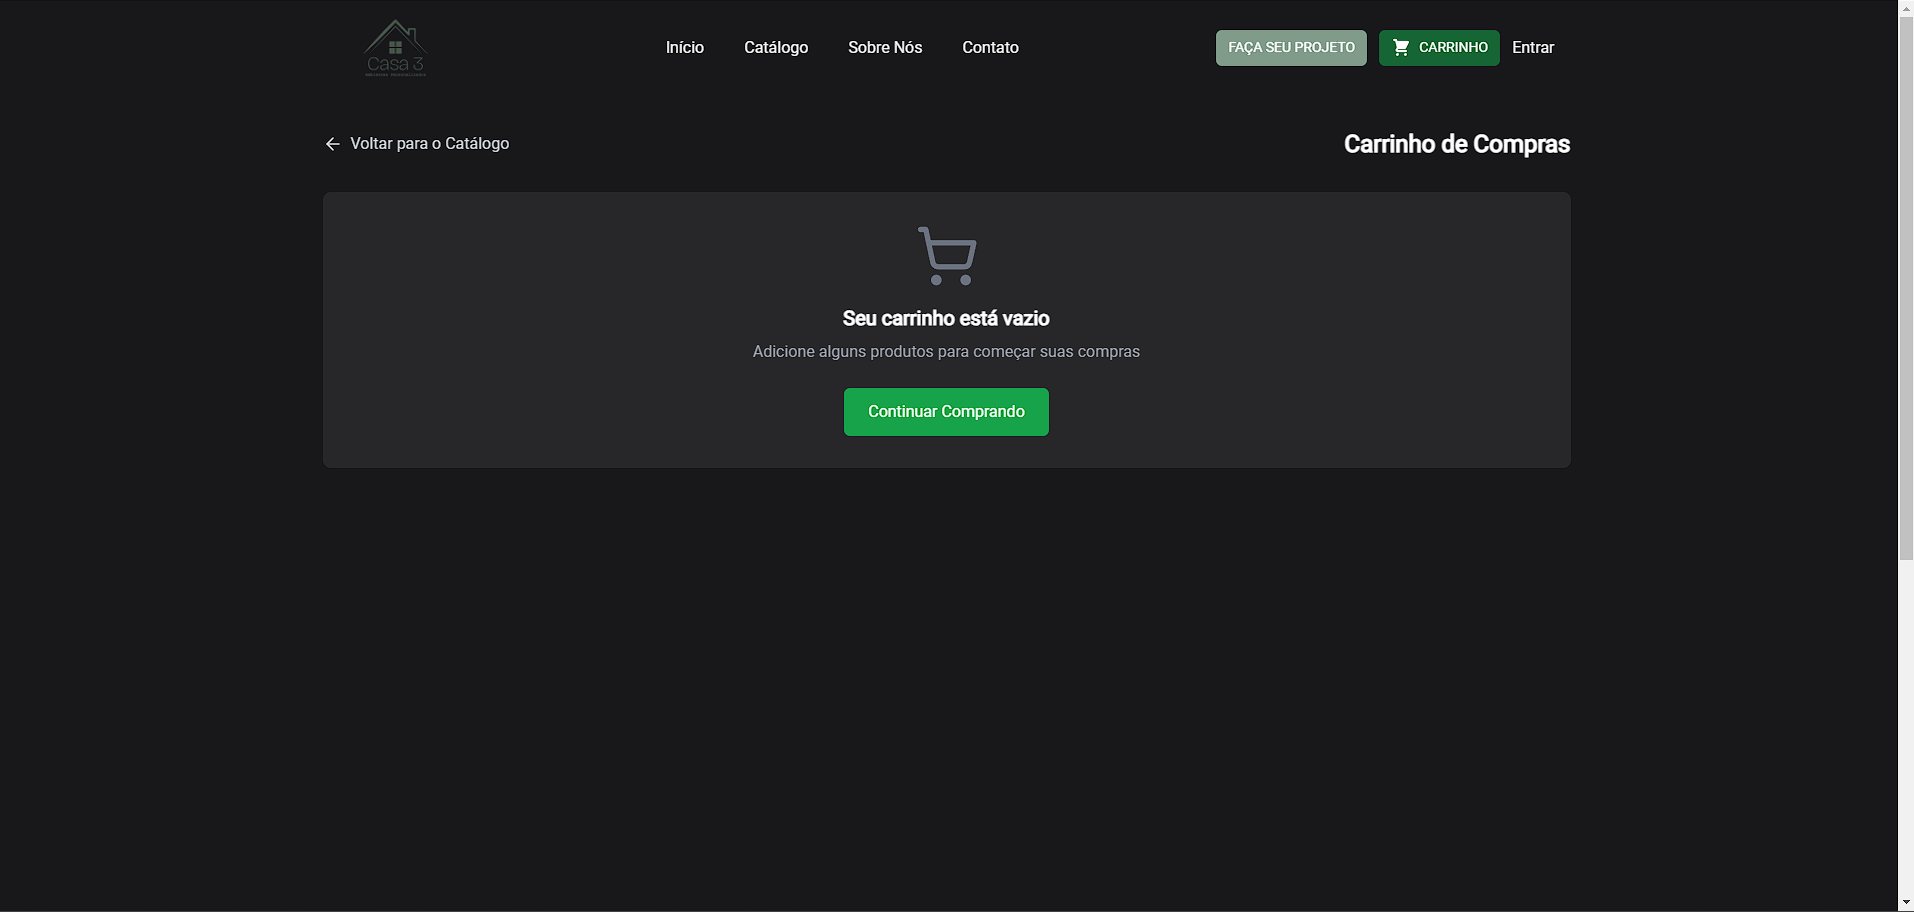 Casa 3
Início
Catálogo
Sobre Nós
Contato
FAÇA SEU PROJETO
CARRINHO
Entrar
Voltar para o Catálogo
Carrinho de Compras
Seu carrinho está vazio
Adicione alguns produtos para começar suas compras
Continuar Comprando